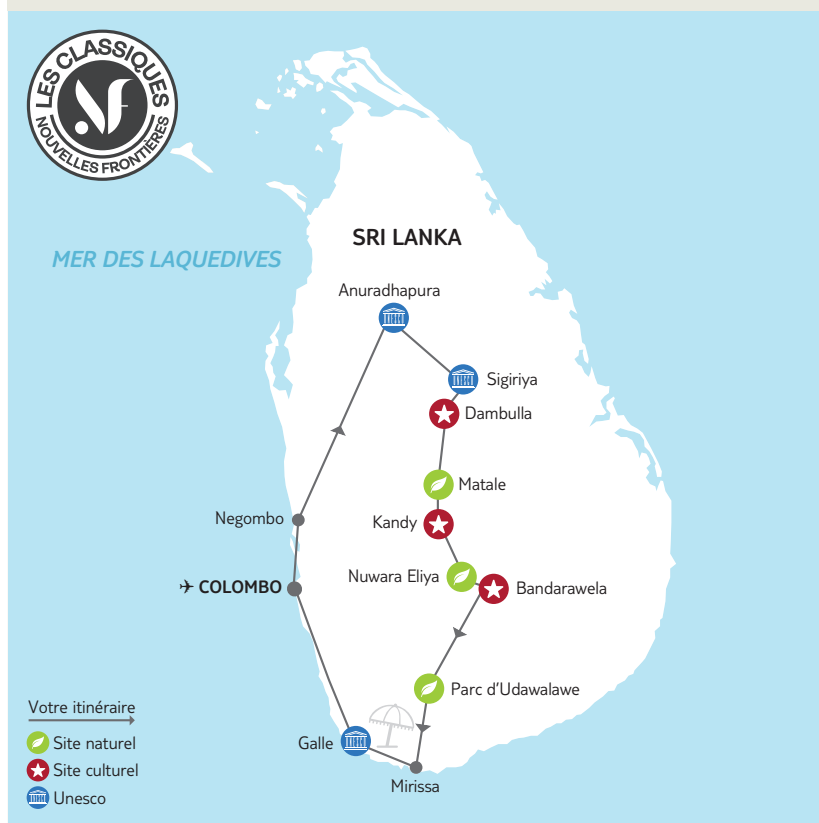 LES CLASSIQUES
NF
NOUVELLES FRONTIÈRES
SRI LANKA
MER DES LAQUEDIVES
Anuradhapura
Sigiriya
Dambulla
Matale
Negombo
Kandy
Nuwara Eliya
COLOMBO
Bandarawela
Parc d'Udawalawe
Votre itinéraire
Galle
Site naturel
Site culturel
Mirissa
Unesco